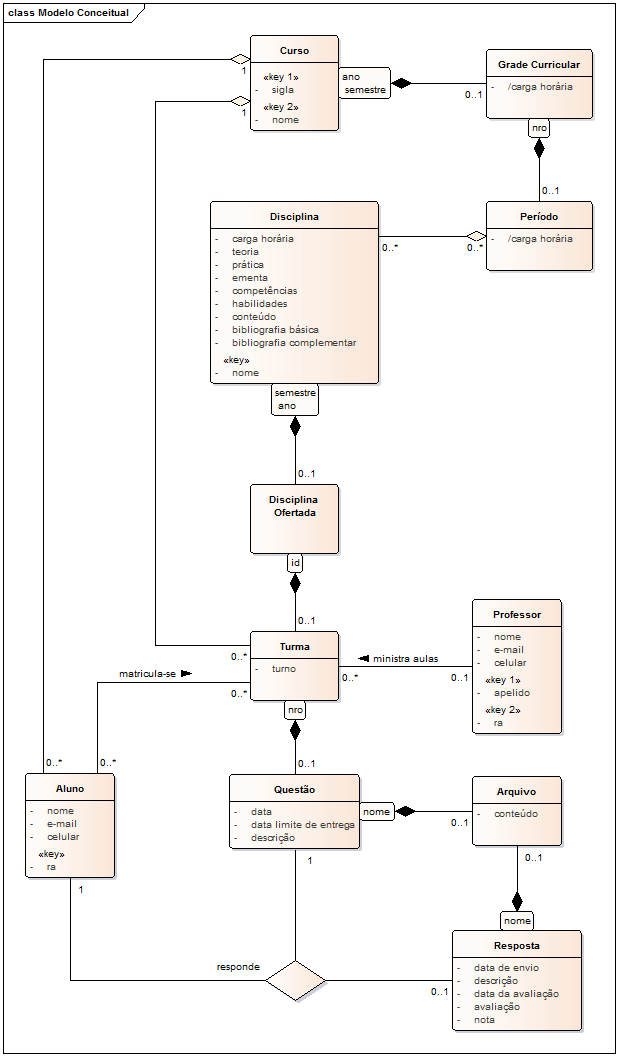 class Modelo Conceitual
Curso
«key 1»
- sigla
«key 2»
- nome
1
1
ano
semestre
0..1
Grade Curricular
- /carga horária
nro
0..1
Período
- /carga horária
0..*
0..*
Disciplina
- carga horária
- teoria
- prática
- ementa
- competências
- habilidades
- conteúdo
- bibliografia básica
- bibliografia complementar
«key»
- nome
semestre
ano
0..1
Disciplina
Ofertada
id
0..1
Turma
- turno
0..*
matricula-se
0..*
nro
ministra aulas
0..*
0..1
Professor
- nome
- e-mail
- celular
«key 1»
- apelido
«key 2»
- ra
0..*
0..*
0..1
Aluno
- nome
- e-mail
- celular
«key»
- ra
1
Questão
- data
- data limite de entrega
- descrição
1
nome
0..1
Arquivo
- conteúdo
0..1
nome
responde
0..1
Resposta
- data de envio
- descrição
- data da avaliação
- avaliação
- nota